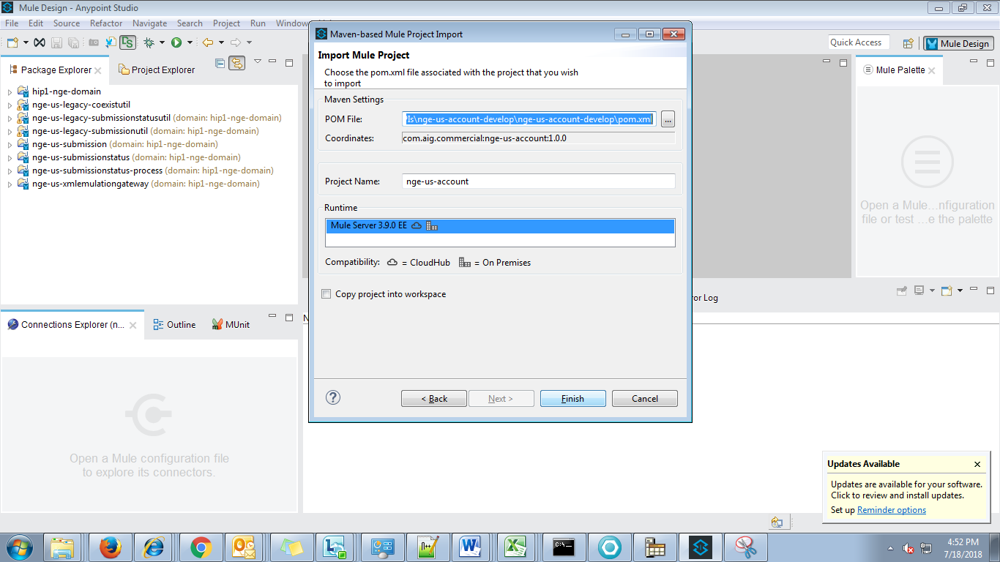 Mule Design - Anypoint Studio
File Edit Source Refactor Navigate Search Project Run Window
Quick Access
Mule Design
Package Explorer
Project Explorer
hip1-nge-domain
nge-us-legacy-coexistutil
nge-us-legacy-submissionstatusutil (domain: hip1-nge-domain)
nge-us-legacy-submissionutil (domain: hip1-nge-domain)
nge-us-submission (domain: hip1-nge-domain)
nge-us-submissionstatus (domain: hip1-nge-domain)
nge-us-submissionstatus-process (domain: hip1-nge-domain)
nge-us-xmlemulationgateway (domain: hip1-nge-domain)
Connections Explorer (n...
Outline
MUnit
Open a Mule configuration file
to explore its connectors.
Maven-based Mule Project Import
Import Mule Project
Choose the pom.xml file associated with the project that you wish
to import
Maven Settings
POM File:
Is\nge-us-account-develop\nge-us-account-develop\pom.xml
...
Coordinates:
com.aig.commercial:nge-us-account:1.0.0
Project Name:
nge-us-account
Runtime
Mule Server 3.9.0 EE
Compatibility: = CloudHub = On Premises
Copy project into workspace
?
< Back
Next >
Finish
Cancel
Mule Palette
Open a Mule...nfiguration
file or test ...e the palette
ror Log
N
Updates Available
Updates are available for your software.
Click to review and install updates.
Set up Reminder options
4:52 PM
7/18/2018